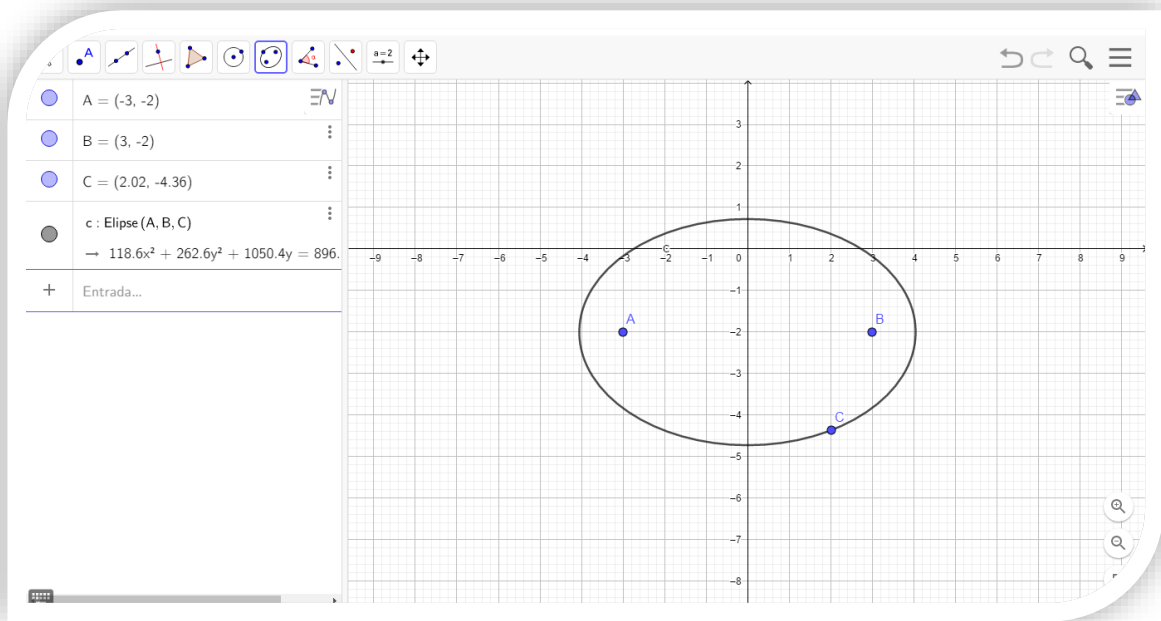 A
a=2
A = (-3, -2)
B = (3, -2)
C = (2.02, -4.36)
c : Elipse (A, B, C)
→ 118.6x² + 262.6y² + 1050.4y = 896.
+ Entrada...
3
2
1
c
−9 −8 −7 −6 −5 −4 −3 −2 −1 0 1 2 3 4 5 6 7 8 9
−1
A
B
−2
−3
C
−4
−5
−6
−7
−8